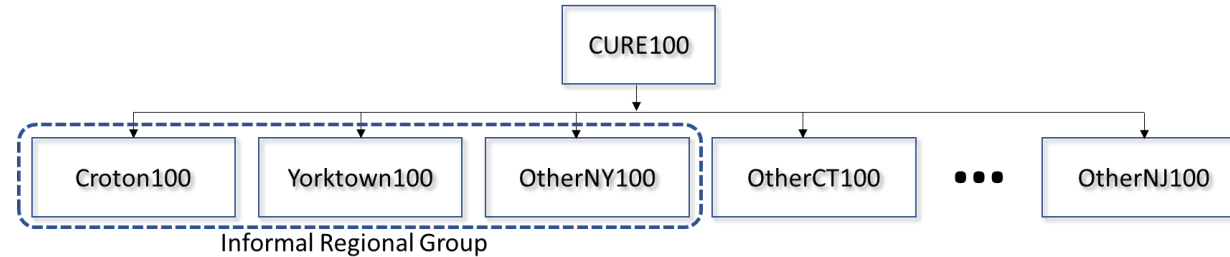 CURE100
Croton100
Yorktown100
OtherNY100
OtherCT100
•••
OtherNJ100
Informal Regional Group